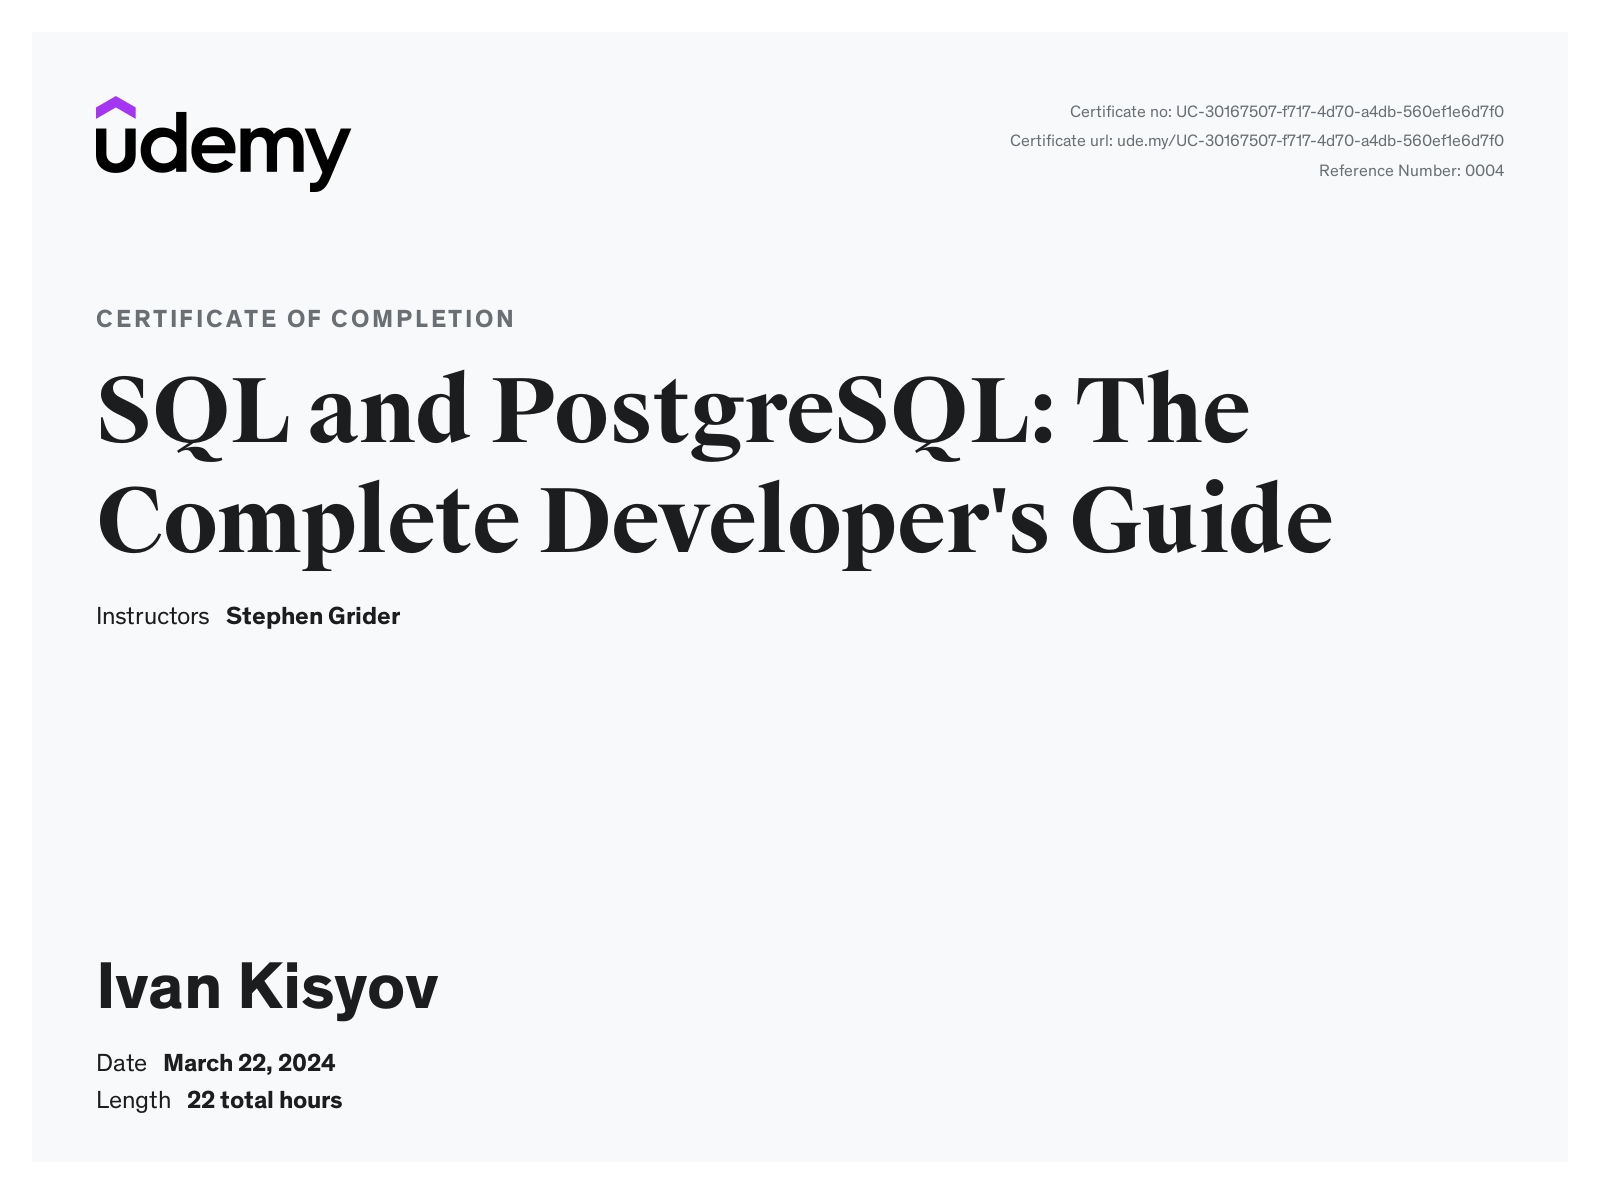 udemy
Certificate no: UC-30167507-f717-4d70-a4db-560ef1e6d7f0
Certificate url: ude.my/UC-30167507-f717-4d70-a4db-560ef1e6d7f0
Reference Number: 0004
CERTIFICATE OF COMPLETION
SQL and PostgreSQL: The
Complete Developer's Guide
Instructors Stephen Grider
Ivan Kisyov
Date March 22, 2024
Length 22 total hours